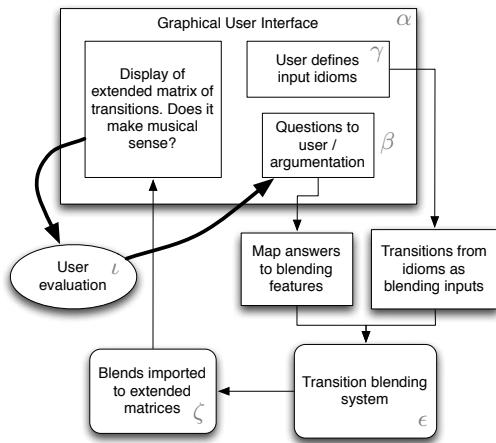 Graphical User Interface
α
Display of
extended matrix of
transitions. Does it
make musical
sense?
User defines
input idioms
γ
Questions to
user /
argumentation
β
User
evaluation
ι
Map answers
to blending
features
Transitions from
idioms as
blending inputs
Blends imported
to extended
matrices
ζ
Transition blending
system
ϵ